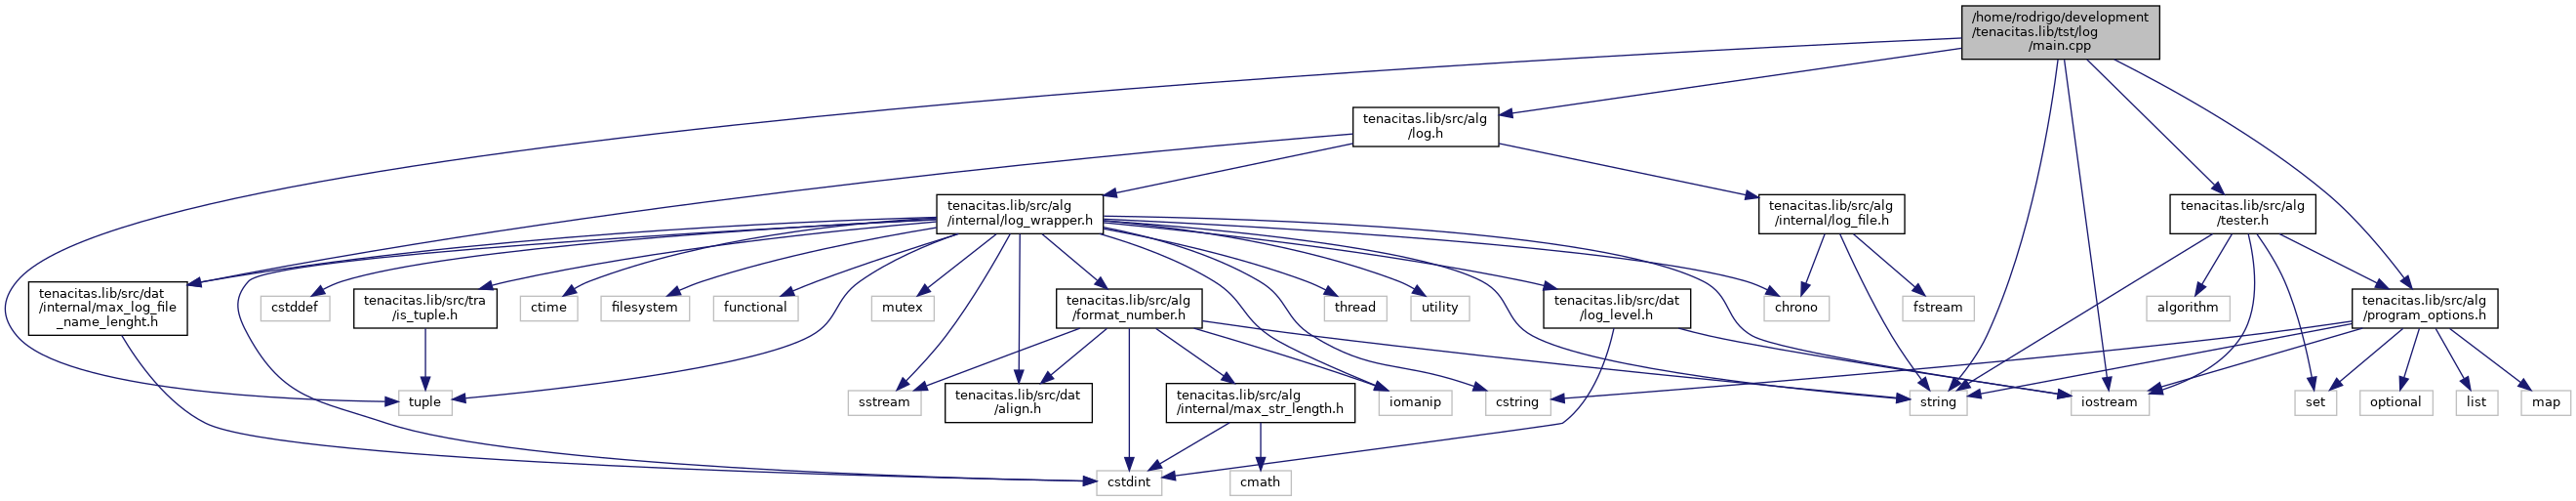 /home/rodrigo/development
/tenacitas.lib/tst/log
/main.cpp
tenacitas.lib/src/alg
/log.h
tenacitas.lib/src/alg
/internal/log_wrapper.h
tenacitas.lib/src/alg
/internal/log_file.h
tenacitas.lib/src/alg
/tester.h
tenacitas.lib/src/dat
/internal/max_log_file
_name_lenght.h
cstddef
tenacitas.lib/src/tra
/is_tuple.h
ctime
filesystem
functional
mutex
tenacitas.lib/src/alg
/format_number.h
thread
utility
tenacitas.lib/src/dat
/log_level.h
chrono
fstream
algorithm
tenacitas.lib/src/alg
/program_options.h
tuple
sstream
tenacitas.lib/src/dat
/align.h
tenacitas.lib/src/alg
/internal/max_str_length.h
iomanip
cstring
string
iostream
set
optional
list
map
cstdint
cmath